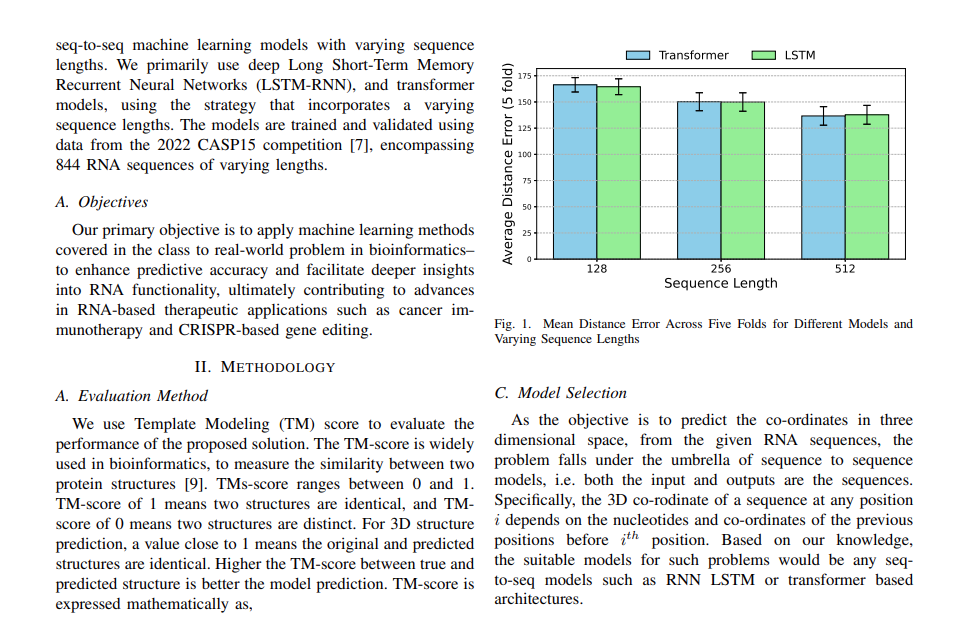 seq-to-seq machine learning models with varying sequence
lengths. We primarily use deep Long Short-Term Memory
Recurrent Neural Networks (LSTM-RNN), and transformer
models, using the strategy that incorporates a varying
sequence lengths. The models are trained and validated using
data from the 2022 CASP15 competition [7], encompassing
844 RNA sequences of varying lengths.
A. Objectives
Our primary objective is to apply machine learning methods
covered in the class to real-world problem in bioinformatics–
to enhance predictive accuracy and facilitate deeper insights
into RNA functionality, ultimately contributing to advances
in RNA-based therapeutic applications such as cancer im-
munotherapy and CRISPR-based gene editing.
II. METHODOLOGY
A. Evaluation Method
We use Template Modeling (TM) score to evaluate the
performance of the proposed solution. The TM-score is widely
used in bioinformatics, to measure the similarity between two
protein structures [9]. TMs-score ranges between 0 and 1.
TM-score of 1 means two structures are identical, and TM-
score of 0 means two structures are distinct. For 3D structure
prediction, a value close to 1 means the original and predicted
structures are identical. Higher the TM-score between true and
predicted structure is better the model prediction. TM-score is
expressed mathematically as,
Transformer LSTM
Average Distance Error (5 fold)
175
150
125
100
75
50
25
0
128 256 512
Sequence Length
Fig. 1. Mean Distance Error Across Five Folds for Different Models and
Varying Sequence Lengths
C. Model Selection
As the objective is to predict the co-ordinates in three
dimensional space, from the given RNA sequences, the
problem falls under the umbrella of sequence to sequence
models, i.e. both the input and outputs are the sequences.
Specifically, the 3D co-rodinate of a sequence at any position
i depends on the nucleotides and co-ordinates of the previous
positions before i^th position. Based on our knowledge,
the suitable models for such problems would be any seq-
to-seq models such as RNN LSTM or transformer based
architectures.